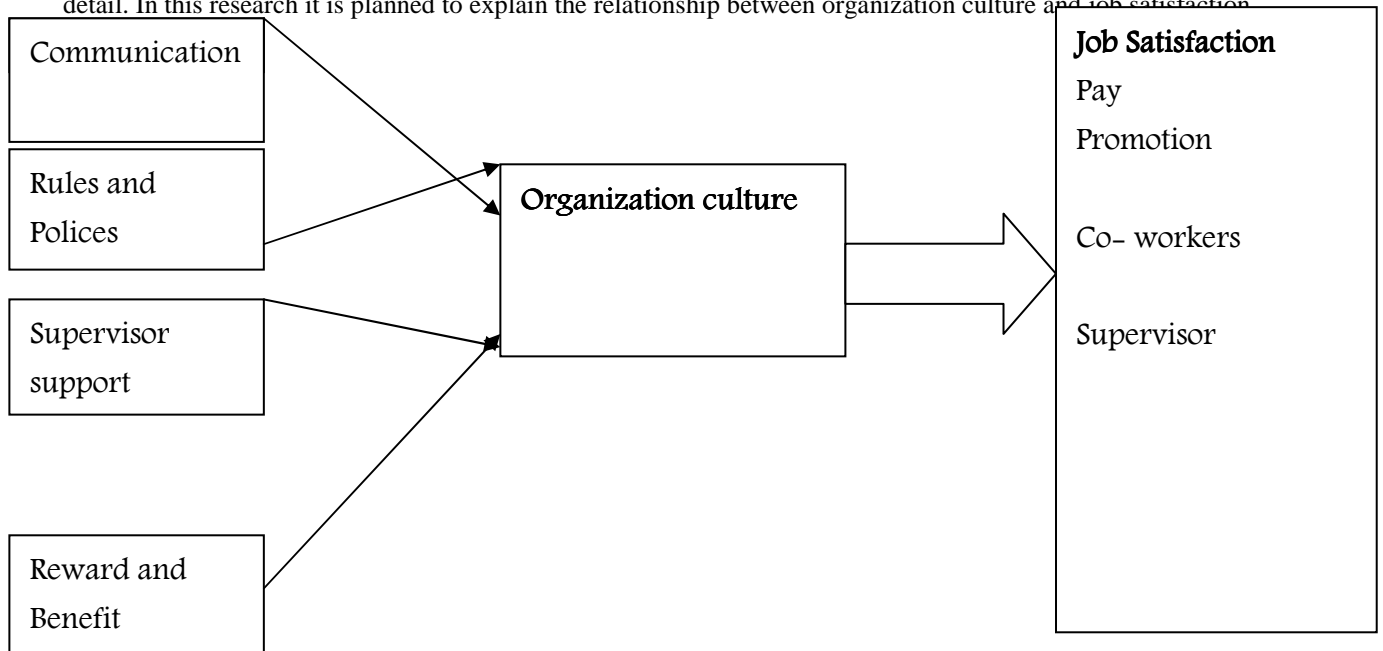 detail. In this research it is planned to explain the relationship between organization culture and job satisfaction
Communication
Rules and
Polices
Supervisor
support
Reward and
Benefit
Organization culture
Job Satisfaction
Pay
Promotion
Co- workers
Supervisor